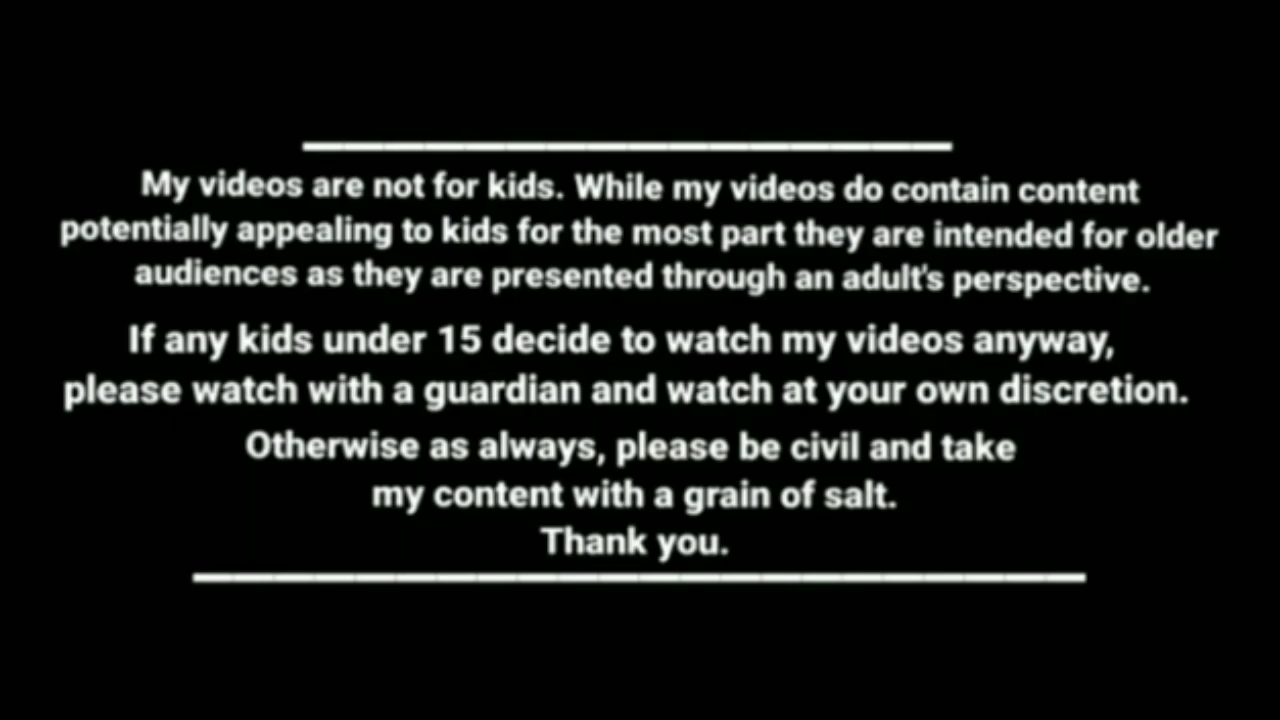 My videos are not for kids. While my videos do contain content
potentially appealing to kids for the most part they are intended for older
audiences as they are presented through an adult's perspective.
If any kids under 15 decide to watch my videos anyway,
please watch with a guardian and watch at your own discretion.
Otherwise as always, please be civil and take
my content with a grain of salt.
Thank you.